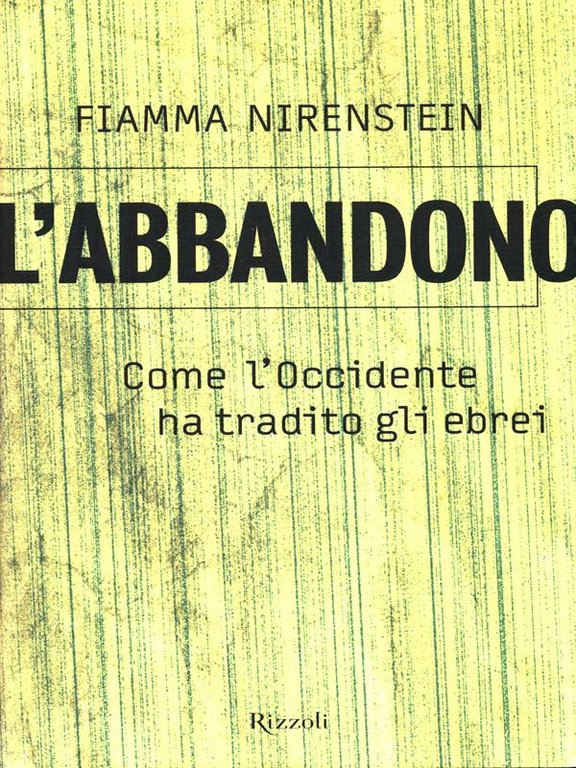 FIAMMA NIRENSTEIN
L'ABBANDONO
Come l'Occidente
ha tradito gli ebrei
Rizzoli